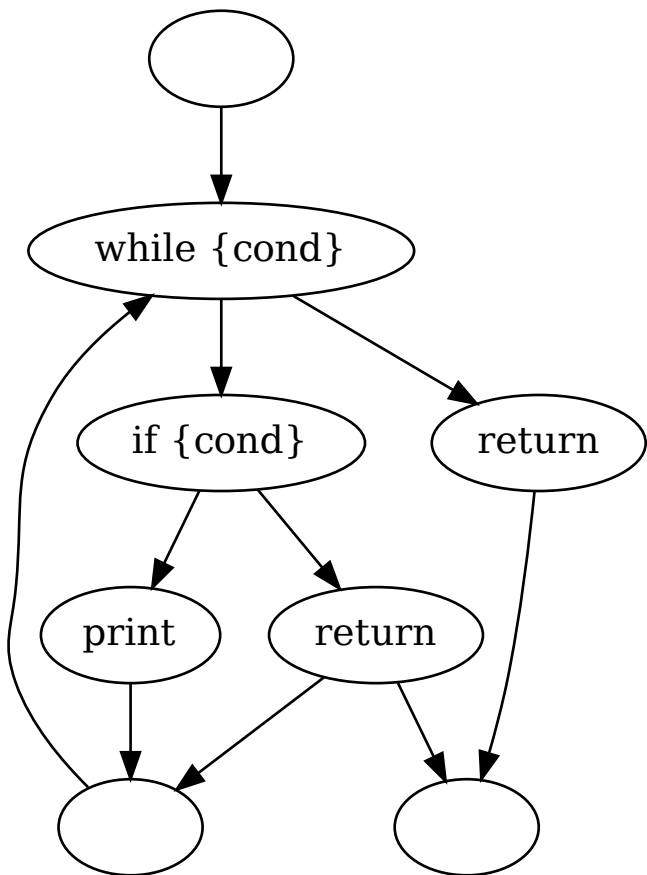 while {cond}
if {cond}
return
print
return